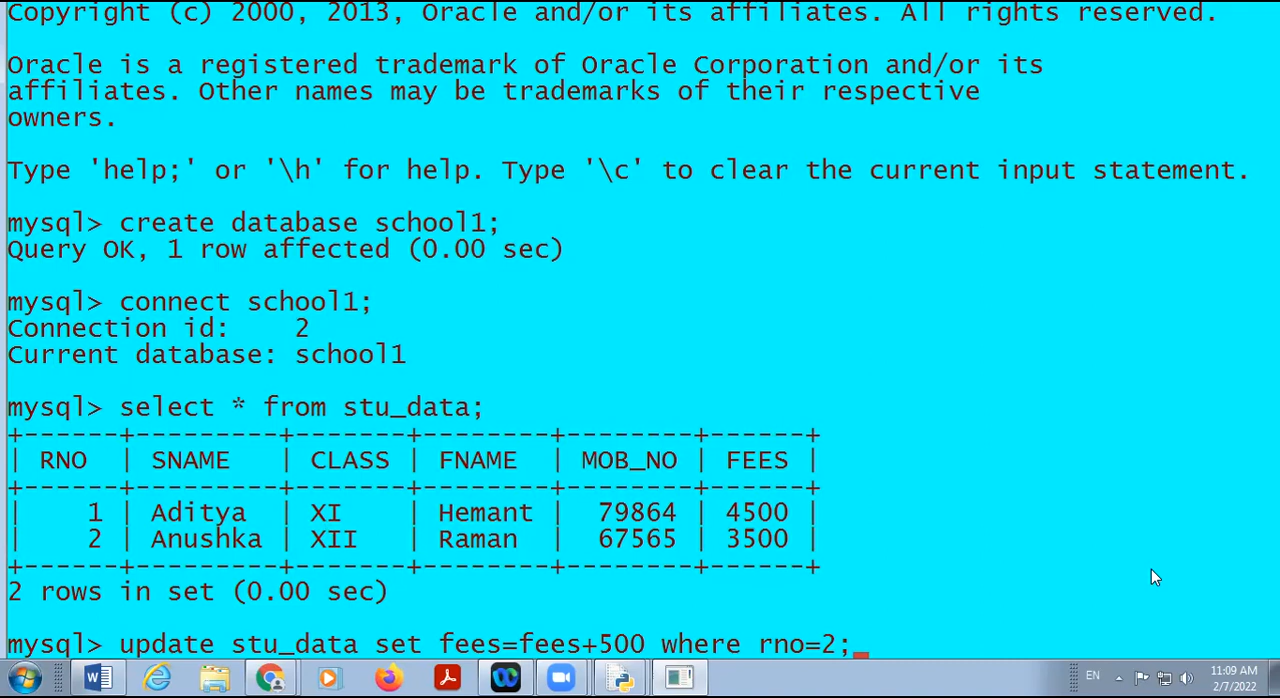 Copyright (c) 2000, 2013, Oracle and/or its affiliates. All rights reserved.
Oracle is a registered trademark of Oracle Corporation and/or its
affiliates. Other names may be trademarks of their respective
owners.
Type 'help;' or '\h' for help. Type '\c' to clear the current input statement.
mysql> create database school1;
Query OK, 1 row affected (0.00 sec)
mysql> connect school1;
Connection id:    2
Current database: school1
mysql> select * from stu_data;
+------+---------+-------+--------+--------+------+
| RNO  | SNAME   | CLASS | FNAME  | MOB_NO | FEES |
+------+---------+-------+--------+--------+------+
|    1 | Aditya  | XI    | Hemant |  79864 | 4500 |
|    2 | Anushka | XII   | Raman  |  67565 | 3500 |
+------+---------+-------+--------+--------+------+
2 rows in set (0.00 sec)
mysql> update stu_data set fees=fees+500 where rno=2;
EN
11:09 AM
2/7/2022